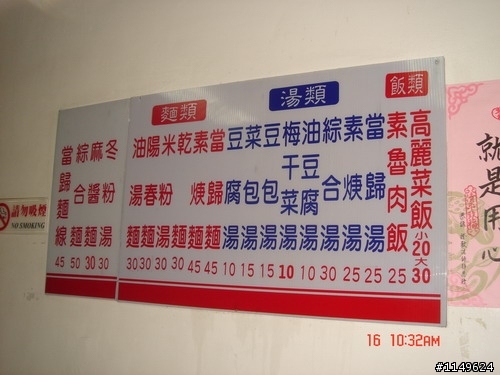 飯類
高麗菜飯 小20 大30
素魯肉飯 25
湯類
當歸湯 25
素焿湯 25
綜合湯 30
油豆腐湯 10
梅干菜湯 10
豆包湯 15
菜包湯 15
豆腐湯 10
麵類
當歸麵 45
素焿麵 45
乾麵 30
米粉湯 30
陽春麵 30
油湯麵 30
冬粉湯 30
麻醬麵 30
綜合麵 50
當歸麵線 45
請勿吸煙
NO SMOKING
就是用心
16 10:32AM
#1149624